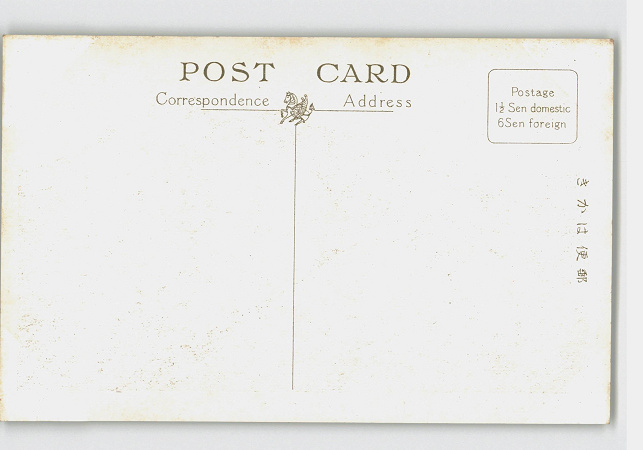 POST CARD
Correspondence Address
Postage
1½ Sen domestic
6Sen foreign
きかは便郵